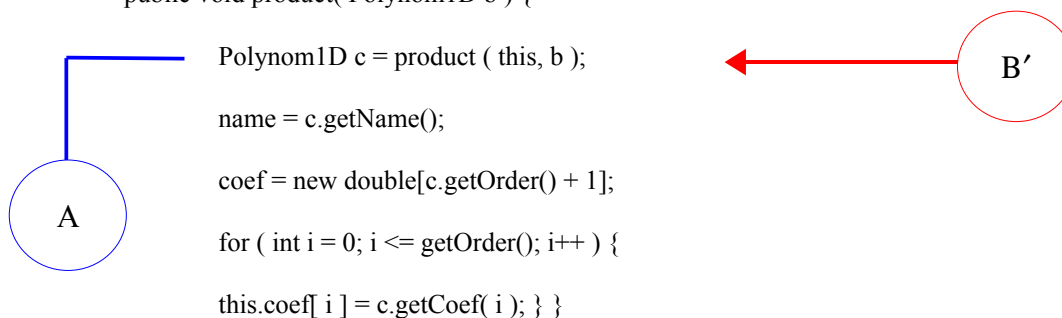 public void product( Polynom1D b ) {
Polynom1D c = product ( this, b );
B′
name = c.getName();
coef = new double[c.getOrder() + 1];
A
for ( int i = 0; i <= getOrder(); i++ ) {
this.coef[ i ] = c.getCoef( i ); } }